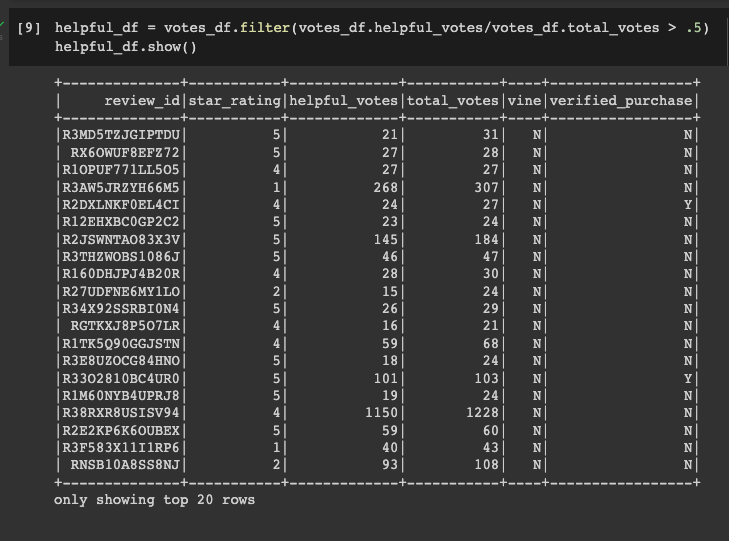 [9] helpful_df = votes_df.filter(votes_df.helpful_votes/votes_df.total_votes > .5)
helpful_df.show()
+--------------+-----------+-------------+-----------+----+-----------------+
|     review_id|star_rating|helpful_votes|total_votes|vine|verified_purchase|
+--------------+-----------+-------------+-----------+----+-----------------+
|R3MD5TZJGIPTDU|          5|           21|         31|   N|                N|
| RX6OWUF8EFZ72|          5|           27|         28|   N|                N|
|R1OPUF771LL505|          4|           27|         27|   N|                N|
|R3AW5JRZYH66M5|          1|          268|        307|   N|                N|
|R2DXLNKF0EL4CI|          4|           24|         27|   N|                Y|
|R12EHXBC0GP2C2|          5|           23|         24|   N|                N|
|R2JSWNTAO83X3V|          5|          145|        184|   N|                N|
|R3THZWOBS1086J|          5|           46|         47|   N|                N|
|R160DHJPJ4B20R|          4|           28|         30|   N|                N|
|R27UDFNE6MY1LO|          2|           15|         24|   N|                N|
|R34X92SSRBI0N4|          5|           26|         29|   N|                N|
| RGTKXJ8P5O7LR|          4|           16|         21|   N|                N|
|R1TK5Q90GGJSTN|          4|           59|         68|   N|                N|
|R3E8UZOCG84HNO|          5|           18|         24|   N|                N|
|R33O2810BC4UR0|          5|          101|        103|   N|                Y|
|R1M60NYB4UPRJ8|          5|           19|         24|   N|                N|
|R38RXR8USISV94|          4|         1150|       1228|   N|                N|
|R2E2KP6K6OUBEX|          5|           59|         60|   N|                N|
|R3F583X11I1RP6|          1|           40|         43|   N|                N|
| RNSB10A8SS8NJ|          2|           93|        108|   N|                N|
+--------------+-----------+-------------+-----------+----+-----------------+
only showing top 20 rows